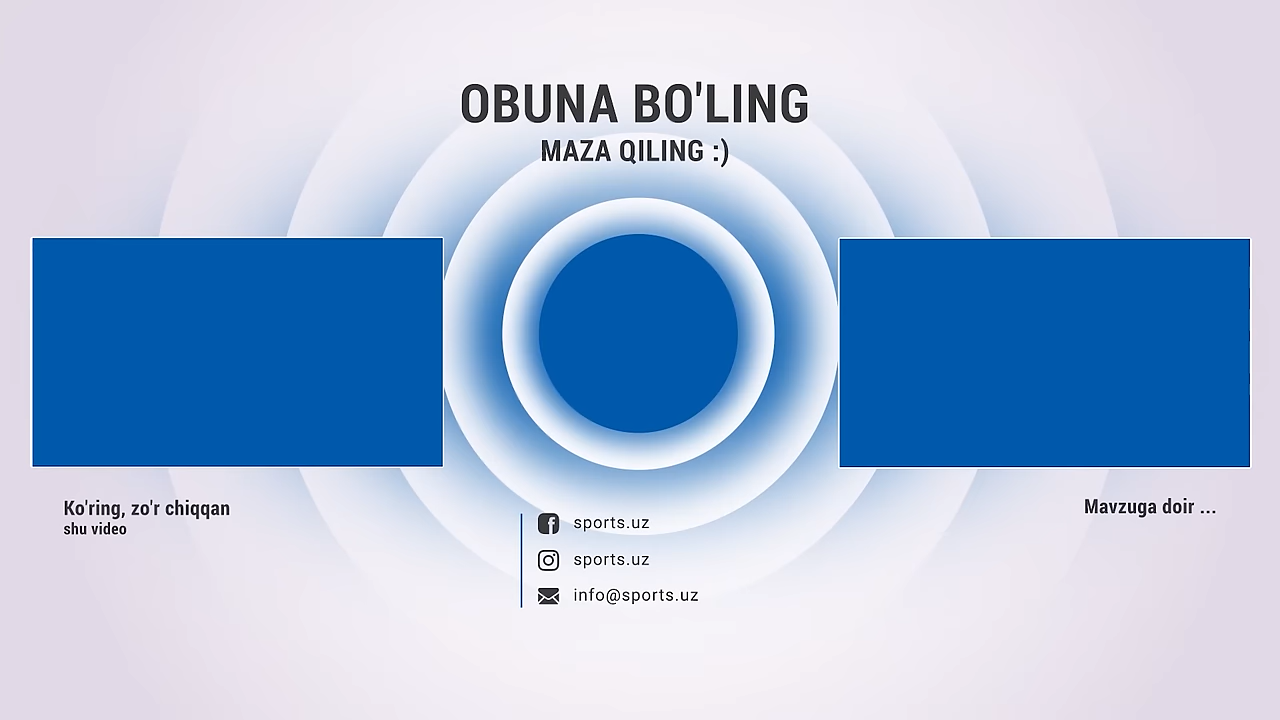 OBUNA BO'LING
MAZA QILING :)
Ko'ring, zo'r chiqqan
shu video
Mavzuga doir ...
sports.uz
sports.uz
info@sports.uz